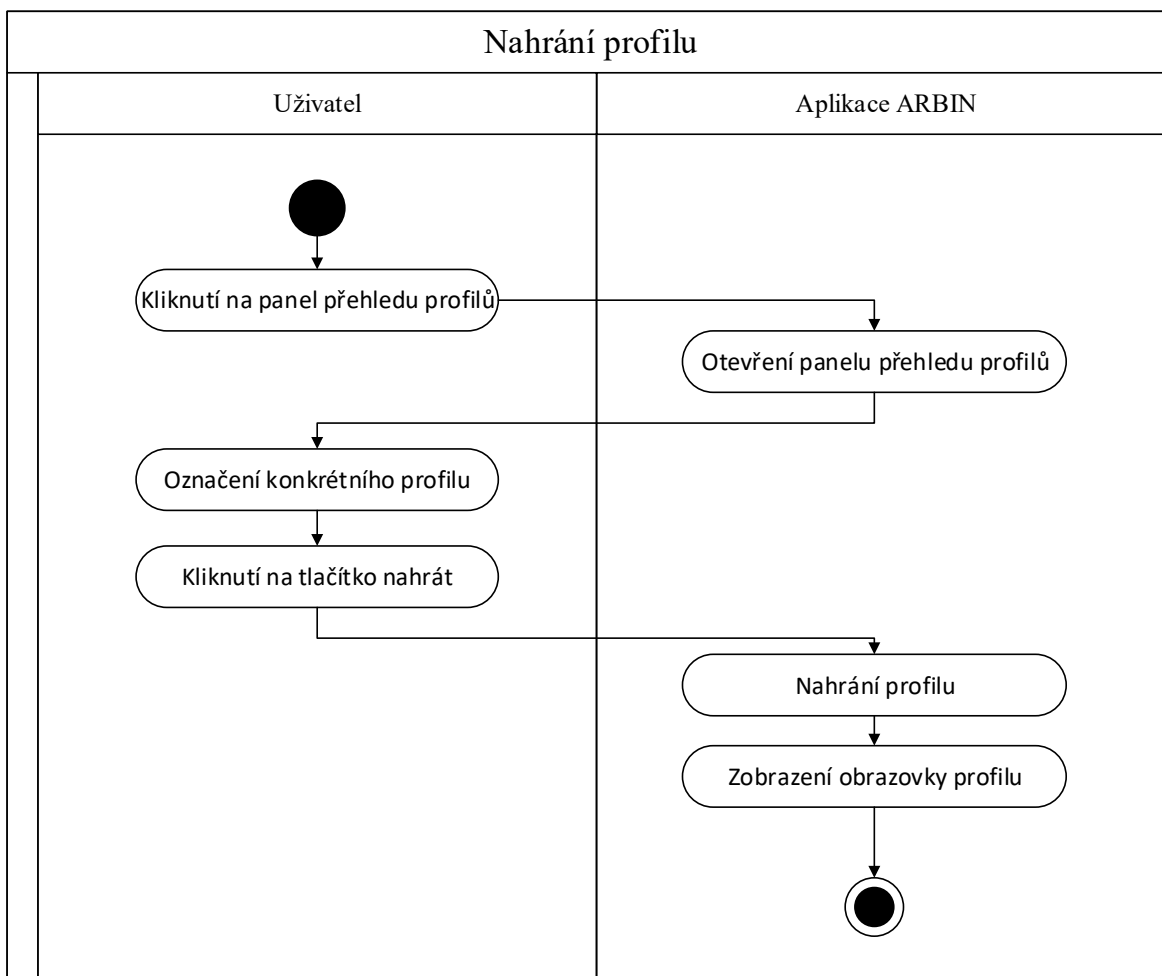 Nahrání profilu
Uživatel
Aplikace ARBIN
Kliknutí na panel přehledu profilů
Otevření panelu přehledu profilů
Označení konkrétního profilu
Kliknutí na tlačítko nahrát
Nahrání profilu
Zobrazení obrazovky profilu